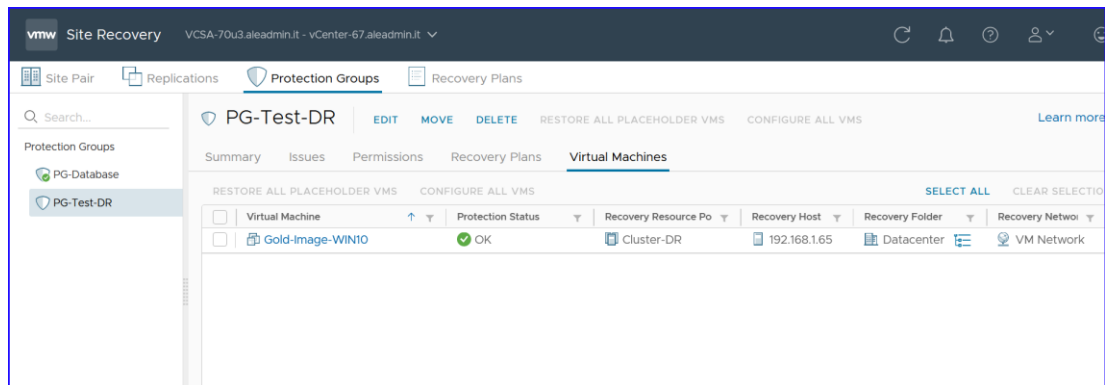 vmw Site Recovery VCSA-70u3.aleadmin.it - vCenter-67.aleadmin.it
Site Pair Replications Protection Groups Recovery Plans
Search...
Protection Groups
PG-Database
PG-Test-DR
PG-Test-DR EDIT MOVE DELETE RESTORE ALL PLACEHOLDER VMS CONFIGURE ALL VMS Learn more
Summary Issues Permissions Recovery Plans Virtual Machines
RESTORE ALL PLACEHOLDER VMS CONFIGURE ALL VMS SELECT ALL CLEAR SELECTIO
Virtual Machine Protection Status Recovery Resource Po Recovery Host Recovery Folder Recovery Networ
Gold-Image-WIN10 OK Cluster-DR 192.168.1.65 Datacenter VM Network